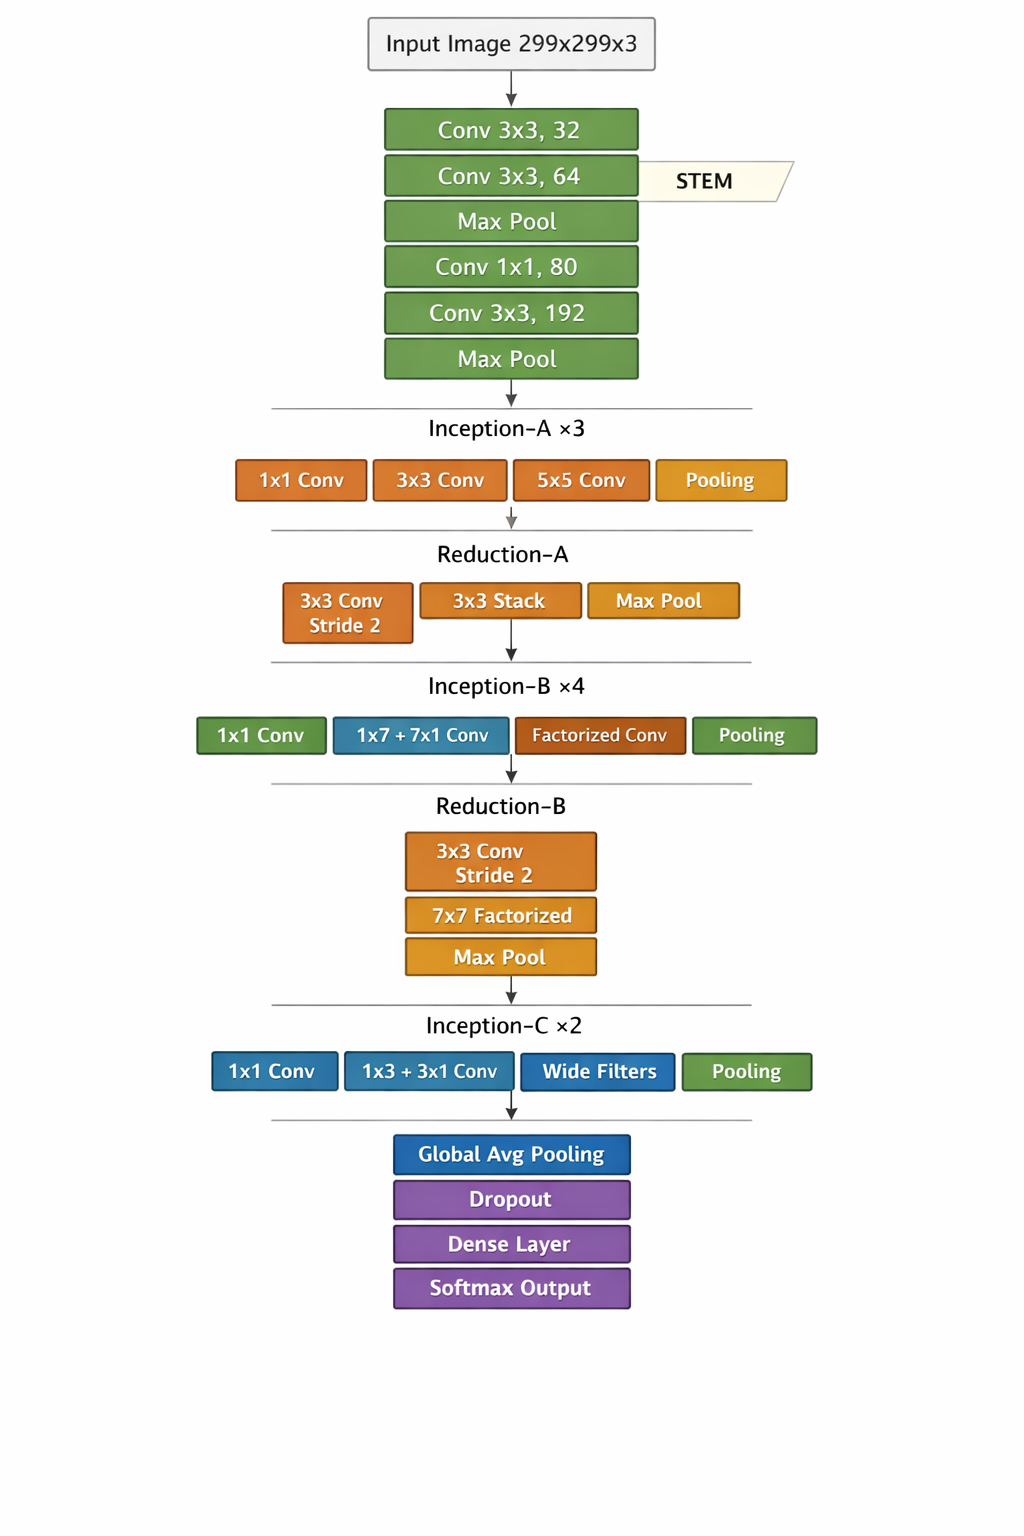 Input Image 299x299x3
Conv 3x3, 32
Conv 3x3, 64
STEM
Max Pool
Conv 1x1, 80
Conv 3x3, 192
Max Pool
Inception-A ×3
1x1 Conv
3x3 Conv
5x5 Conv
Pooling
Reduction-A
3x3 Conv
Stride 2
3x3 Stack
Max Pool
Inception-B ×4
1x1 Conv
1x7 + 7x1 Conv
Factorized Conv
Pooling
Reduction-B
3x3 Conv
Stride 2
7x7 Factorized
Max Pool
Inception-C ×2
1x1 Conv
1x3 + 3x1 Conv
Wide Filters
Pooling
Global Avg Pooling
Dropout
Dense Layer
Softmax Output